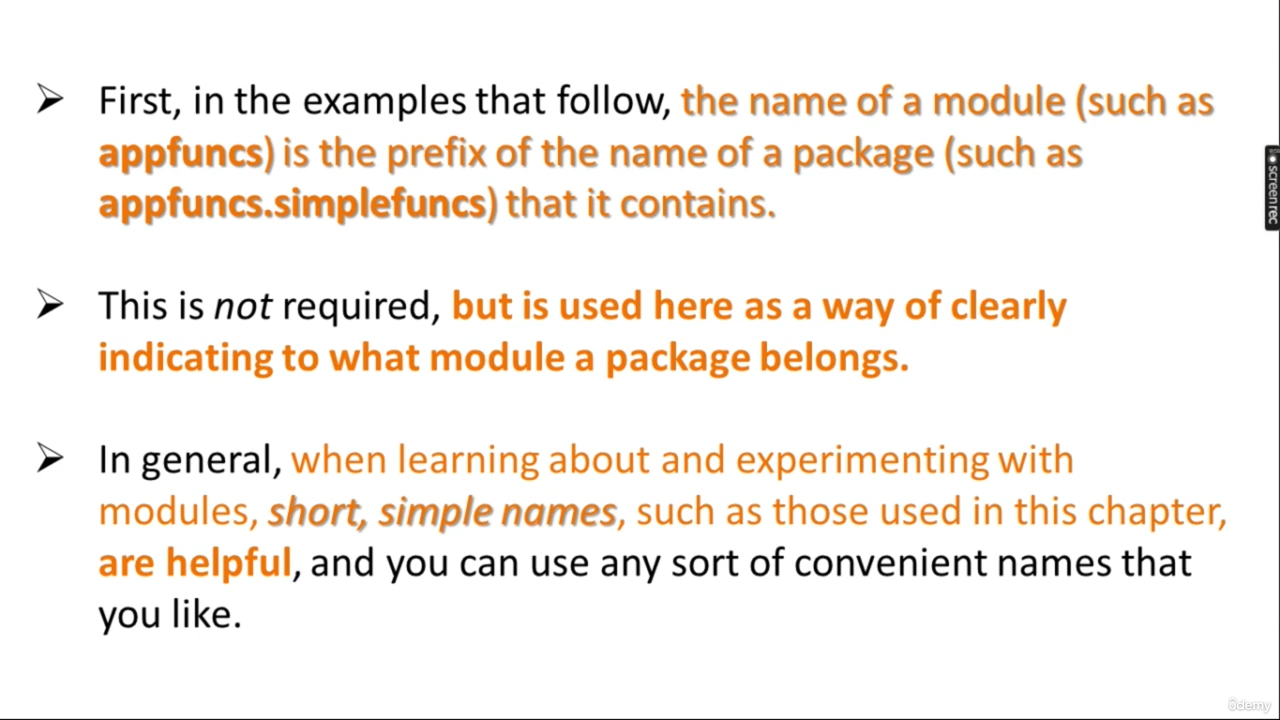 ➢ First, in the examples that follow, the name of a module (such as
appfuncs) is the prefix of the name of a package (such as
appfuncs.simplefuncs) that it contains.
➢ This is not required, but is used here as a way of clearly
indicating to what module a package belongs.
➢ In general, when learning about and experimenting with
modules, short, simple names, such as those used in this chapter,
are helpful, and you can use any sort of convenient names that
you like.
screenrec
ûdemy